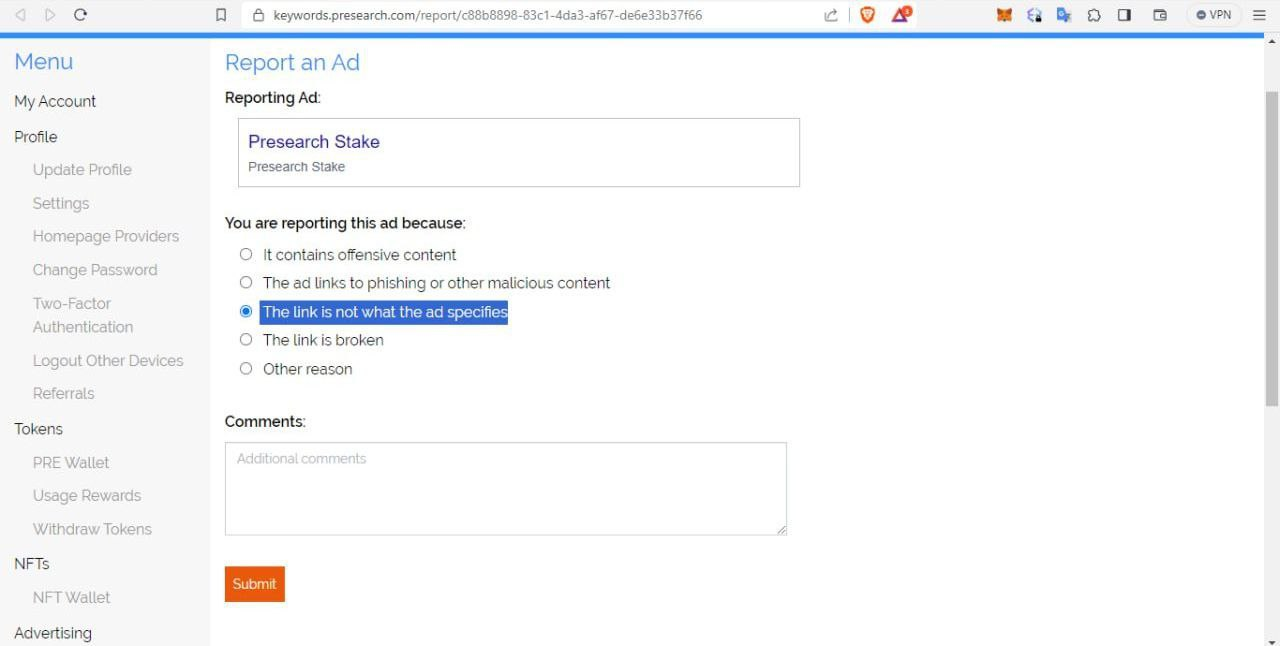 keywords.presearch.com/report/c88b8898-83c1-4da3-af67-de6e33b37f66
3
VPN
Menu
My Account
Profile
Update Profile
Settings
Homepage Providers
Change Password
Two-Factor
Authentication
Logout Other Devices
Referrals
Tokens
PRE Wallet
Usage Rewards
Withdraw Tokens
NFTs
NFT Wallet
Advertising
Report an Ad
Reporting Ad:
Presearch Stake
Presearch Stake
You are reporting this ad because:
It contains offensive content
The ad links to phishing or other malicious content
The link is not what the ad specifies
The link is broken
Other reason
Comments:
Additional comments
Submit